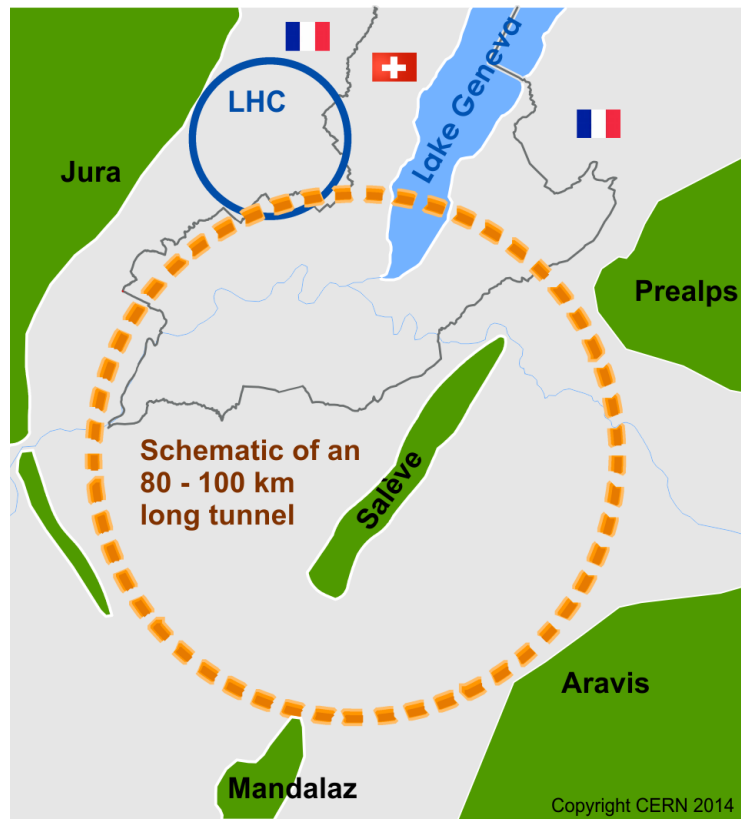 LHC
Lake Geneva
Jura
Prealps
Schematic of an
80 - 100 km
long tunnel
Salève
Aravis
Mandalaz
Copyright CERN 2014